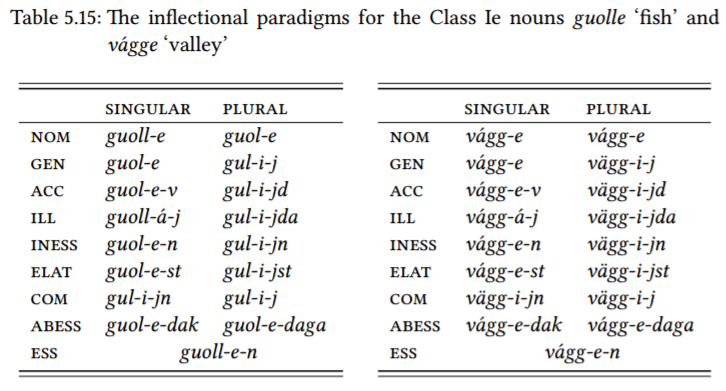 Table 5.15: The inflectional paradigms for the Class Ie nouns guolle ‘fish’ and
vágge ‘valley’
SINGULAR PLURAL
NOM guoll-e guol-e
GEN guol-e gul-i-j
ACC guol-e-v gul-i-jd
ILL guoll-á-j gul-i-jda
INESS guol-e-n gul-i-jn
ELAT guol-e-st gul-i-jst
COM gul-i-jn gul-i-j
ABESS guol-e-dak guol-e-daga
ESS guoll-e-n
SINGULAR PLURAL
NOM vágg-e vágg-e
GEN vágg-e vägg-i-j
ACC vágg-e-v vägg-i-jd
ILL vágg-á-j vägg-i-jda
INESS vágg-e-n vägg-i-jn
ELAT vágg-e-st vägg-i-jst
COM vägg-i-jn vägg-i-j
ABESS vágg-e-dak vágg-e-daga
ESS vágg-e-n